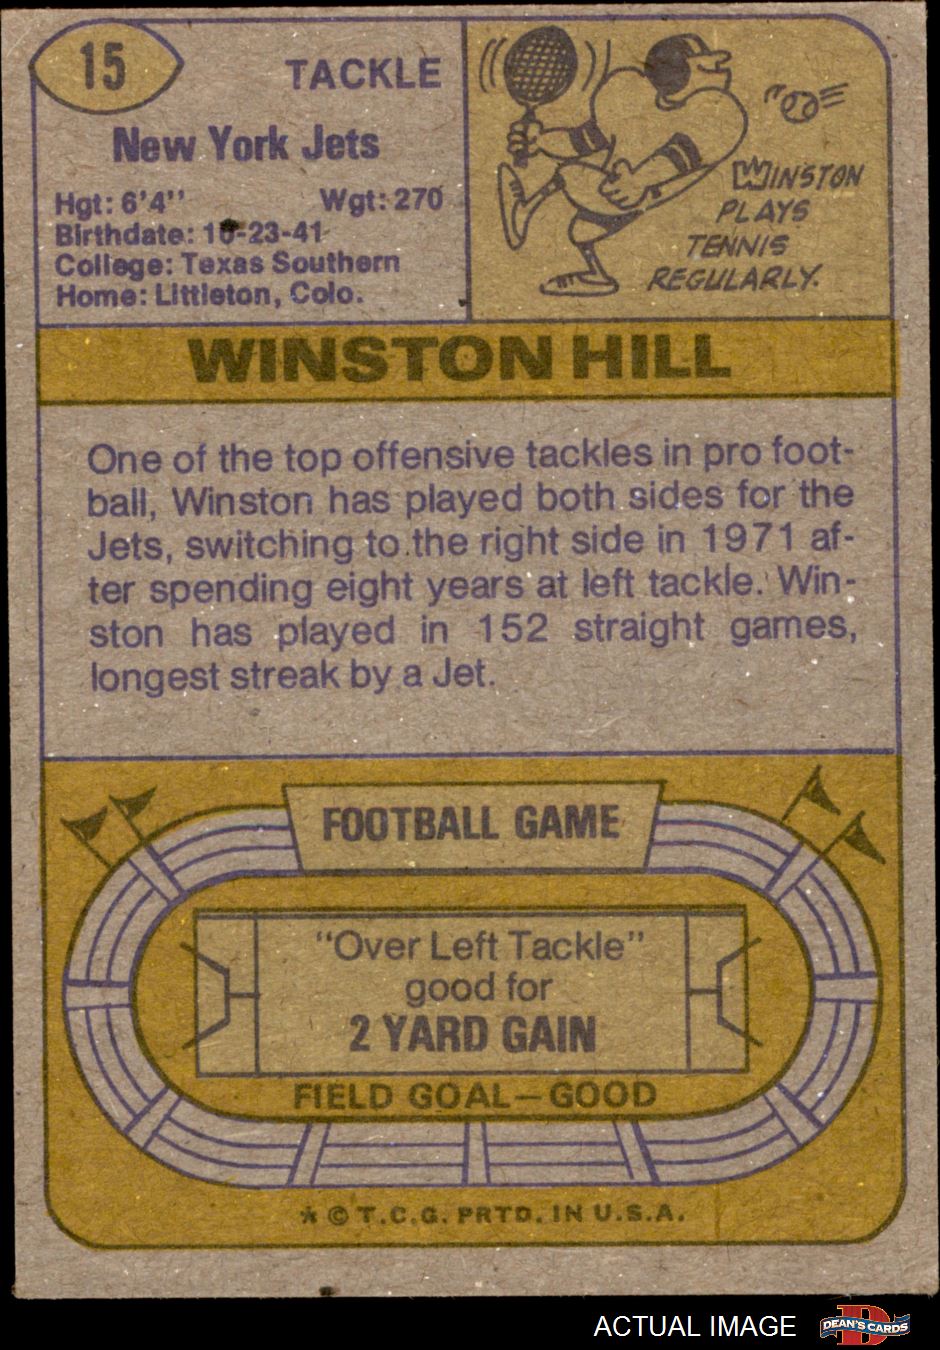 15
TACKLE
New York Jets
Hgt: 6'4"
Wgt: 270
Birthdate: 10-23-41
College: Texas Southern
Home: Littleton, Colo.
WINSTON
PLAYS
TENNIS
REGULARLY.
WINSTON HILL
One of the top offensive tackles in pro foot-
ball, Winston has played both sides for the
Jets, switching to the right side in 1971 af-
ter spending eight years at left tackle. Win-
ston has played in 152 straight games,
longest streak by a Jet.
FOOTBALL GAME
"Over Left Tackle"
good for
2 YARD GAIN
FIELD GOAL—GOOD
* © T.C.G. PRTD. IN U.S.A.
ACTUAL IMAGE
DEAN'S CARDS